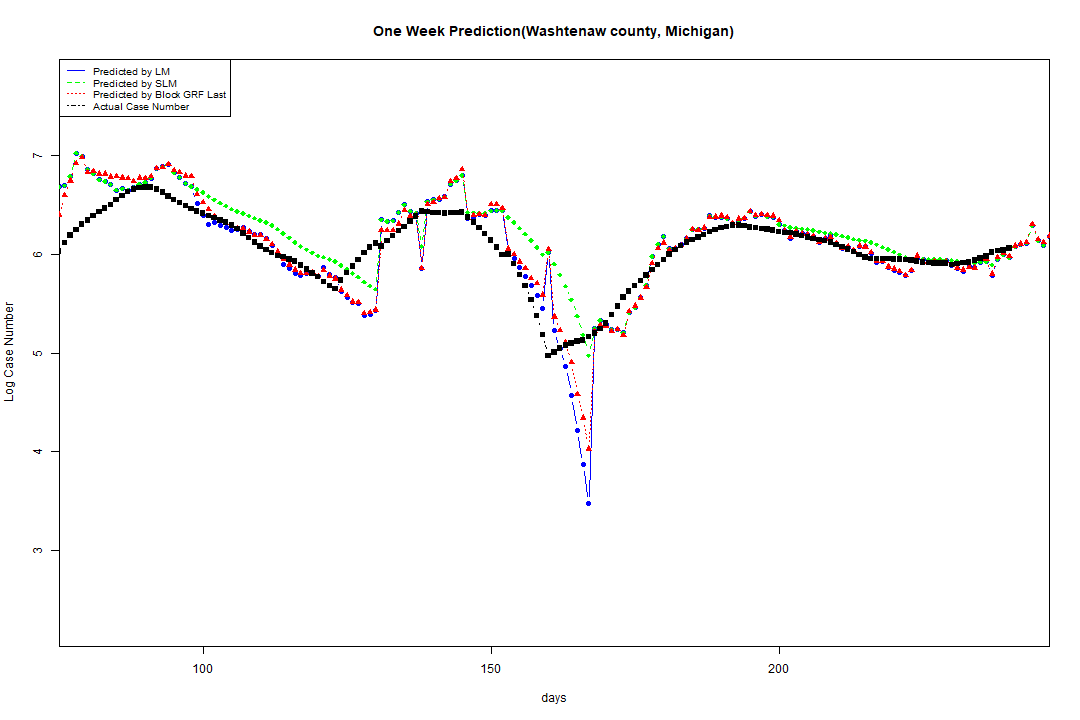 One Week Prediction(Washtenaw county, Michigan)
Predicted by LM
Predicted by SLM
Predicted by Block GRF Last
Actual Case Number
7
6
5
4
3
Log Case Number
100 150 200
days